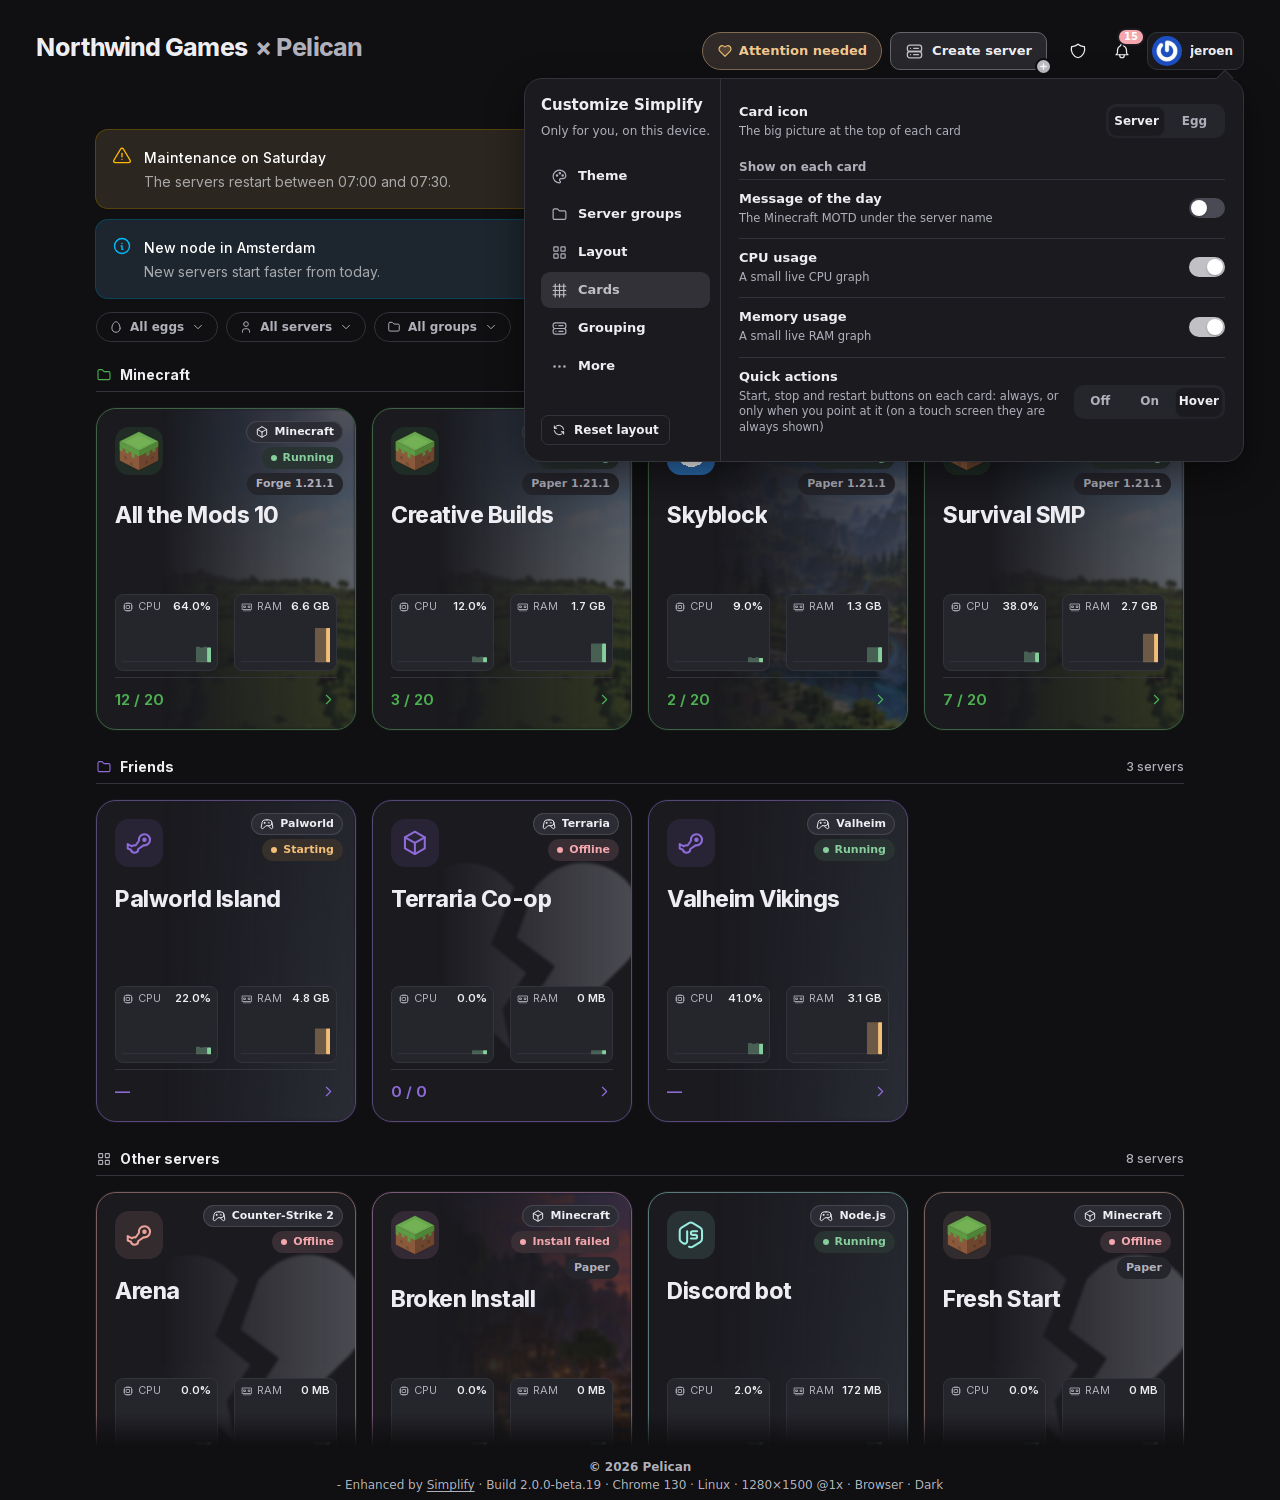 Northwind Games × Pelican
Attention needed
Create server
15
jeroen
Customize Simplify
Only for you, on this device.
Theme
Server groups
Layout
Cards
Grouping
More
Reset layout
Card icon
The big picture at the top of each card
Server
Egg
Show on each card
Message of the day
The Minecraft MOTD under the server name
CPU usage
A small live CPU graph
Memory usage
A small live RAM graph
Quick actions
Start, stop and restart buttons on each card: always, or
only when you point at it (on a touch screen they are
always shown)
Off
On
Hover
Maintenance on Saturday
The servers restart between 07:00 and 07:30.
New node in Amsterdam
New servers start faster from today.
All eggs
All servers
All groups
Minecraft
Minecraft
Running
Forge 1.21.1
All the Mods 10
CPU 64.0%
RAM 6.6 GB
12 / 20
Paper 1.21.1
Creative Builds
CPU 12.0%
RAM 1.7 GB
3 / 20
Paper 1.21.1
Skyblock
CPU 9.0%
RAM 1.3 GB
2 / 20
Paper 1.21.1
Survival SMP
CPU 38.0%
RAM 2.7 GB
7 / 20
Friends
3 servers
Palworld
Starting
Palworld Island
CPU 22.0%
RAM 4.8 GB
—
Terraria
Offline
Terraria Co-op
CPU 0.0%
RAM 0 MB
0 / 0
Valheim
Running
Valheim Vikings
CPU 41.0%
RAM 3.1 GB
—
Other servers
8 servers
Counter-Strike 2
Offline
Arena
CPU 0.0%
RAM 0 MB
Minecraft
Install failed
Paper
Broken Install
CPU 0.0%
RAM 0 MB
Node.js
Running
Discord bot
CPU 2.0%
RAM 172 MB
Minecraft
Offline
Paper
Fresh Start
CPU 0.0%
RAM 0 MB
© 2026 Pelican
- Enhanced by Simplify · Build 2.0.0-beta.19 · Chrome 130 · Linux · 1280×1500 @1x · Browser · Dark